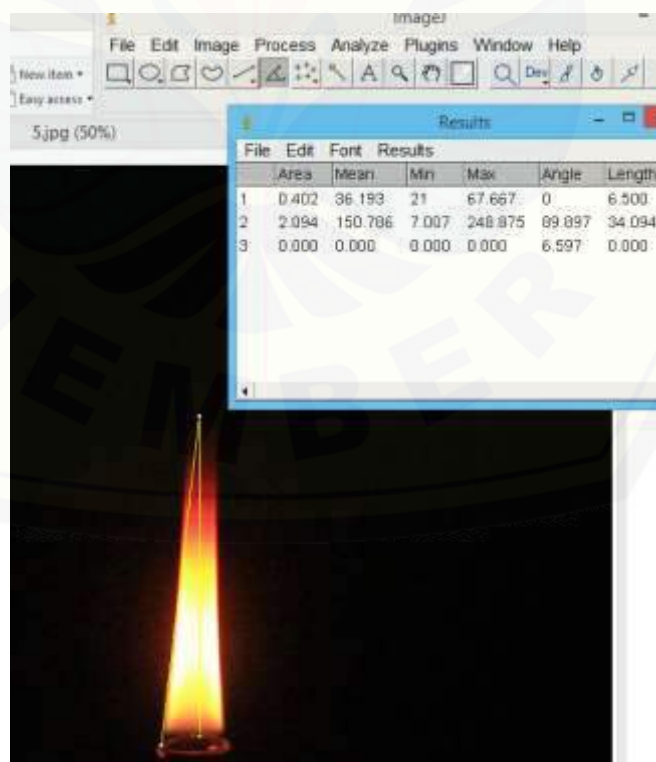 ImageJ
File Edit Image Process Analyze Plugins Window Help
New item
Easy access
Dev
5.jpg (50%)
Results
File Edit Font Results
Area Mean Min Max Angle Length
1 0.402 36.193 21 67.667 0 6.500
2 2.094 150.786 7.007 248.875 89.897 34.094
3 0.000 0.000 0.000 0.000 6.597 0.000
EMBER